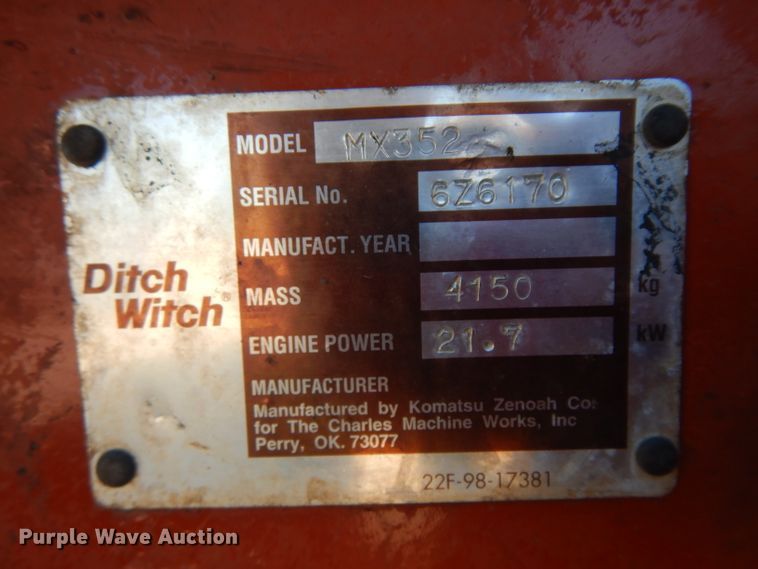 MODEL MX352
SERIAL No. 6Z6170
MANUFACT. YEAR
Ditch Witch®
MASS 4150 kg
ENGINE POWER 21.7 kW
MANUFACTURER
Manufactured by Komatsu Zenoah Co.
for The Charles Machine Works, Inc
Perry, OK. 73077
22F-98-17381
Purple Wave Auction